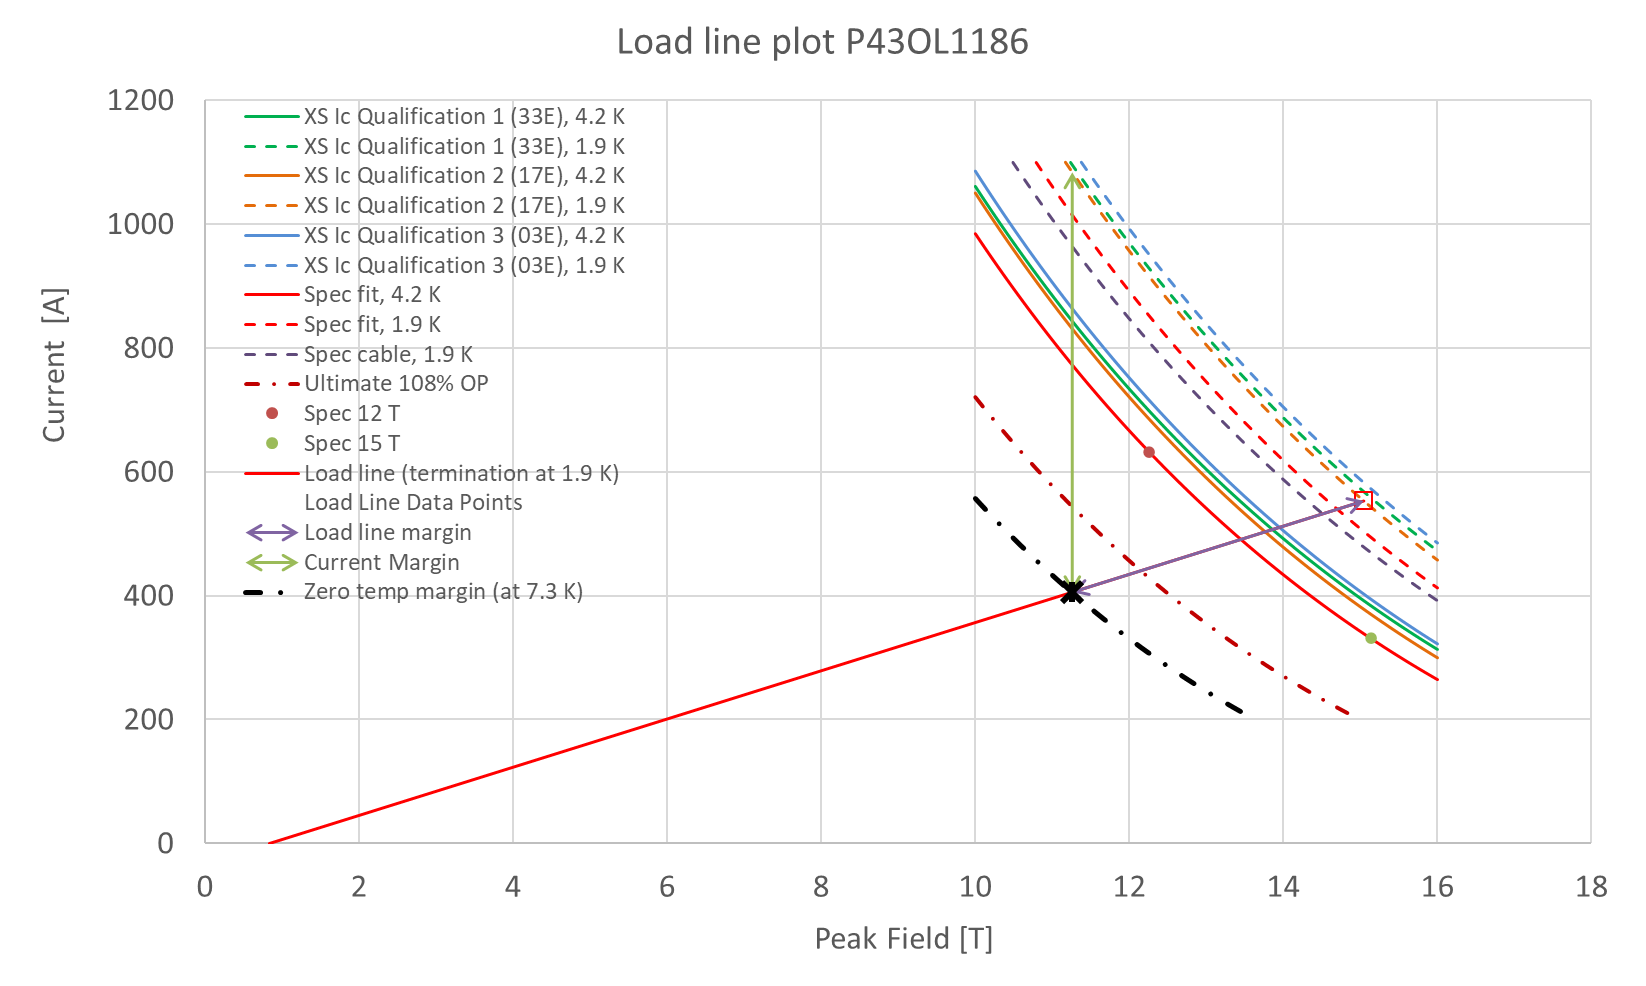 Load line plot P43OL1186
1200
1000
800
600
400
200
0
Current [A]
XS Ic Qualification 1 (33E), 4.2 K
XS Ic Qualification 1 (33E), 1.9 K
XS Ic Qualification 2 (17E), 4.2 K
XS Ic Qualification 2 (17E), 1.9 K
XS Ic Qualification 3 (03E), 4.2 K
XS Ic Qualification 3 (03E), 1.9 K
Spec fit, 4.2 K
Spec fit, 1.9 K
Spec cable, 1.9 K
Ultimate 108% OP
Spec 12 T
Spec 15 T
Load line (termination at 1.9 K)
Load Line Data Points
Load line margin
Current Margin
Zero temp margin (at 7.3 K)
0 2 4 6 8 10 12 14 16 18
Peak Field [T]